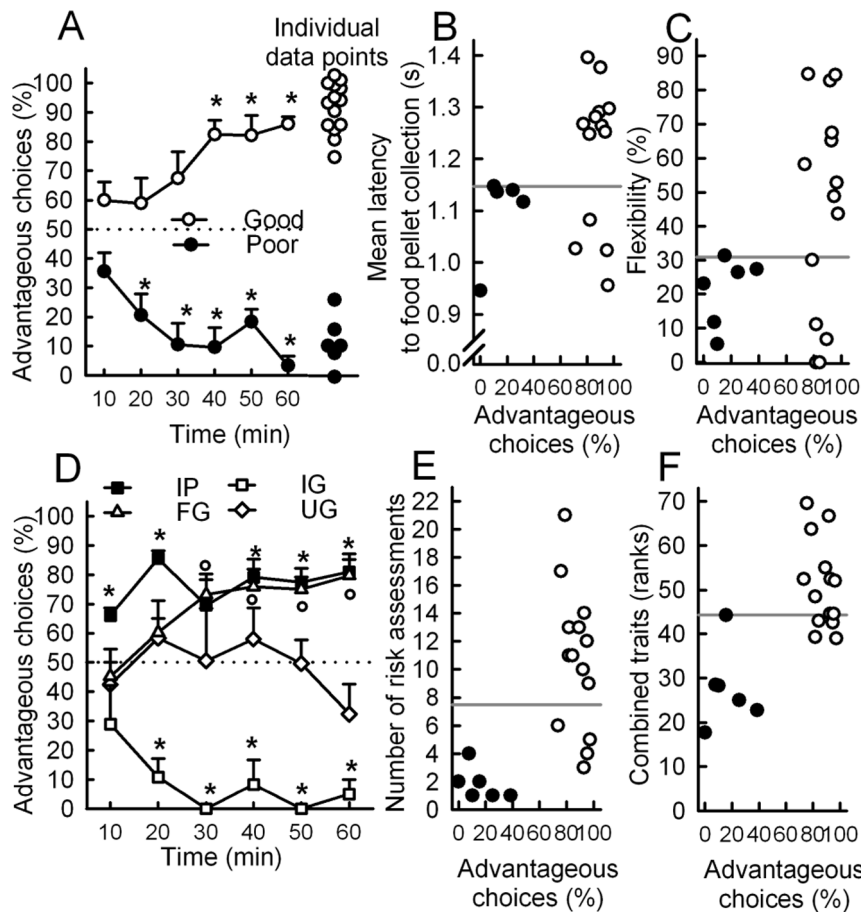 A
Individual
data points
Advantageous choices (%)
100
90
80
70
60
50
40
30
20
10
0
* * *
Good
Poor
* * * * *
10 20 30 40 50 60
Time (min)
B
Mean latency
to food pellet collection (s)
1.4
1.3
1.2
1.1
1.0
0.9
0.0
0 20 40 60 80 100
Advantageous
choices (%)
C
Flexibility (%)
90
80
70
60
50
40
30
20
10
0
0 20 40 60 80 100
Advantageous
choices (%)
D
IP IG
FG UG
Advantageous choices (%)
100
90
80
70
60
50
40
30
20
10
0
* * * * *
* * * * *
10 20 30 40 50 60
Time (min)
E
Number of risk assessments
22
20
18
16
14
12
10
8
6
4
2
0
0 20 40 60 80 100
Advantageous
choices (%)
F
Combined traits (ranks)
70
60
50
40
30
20
10
0
0 20 40 60 80 100
Advantageous
choices (%)